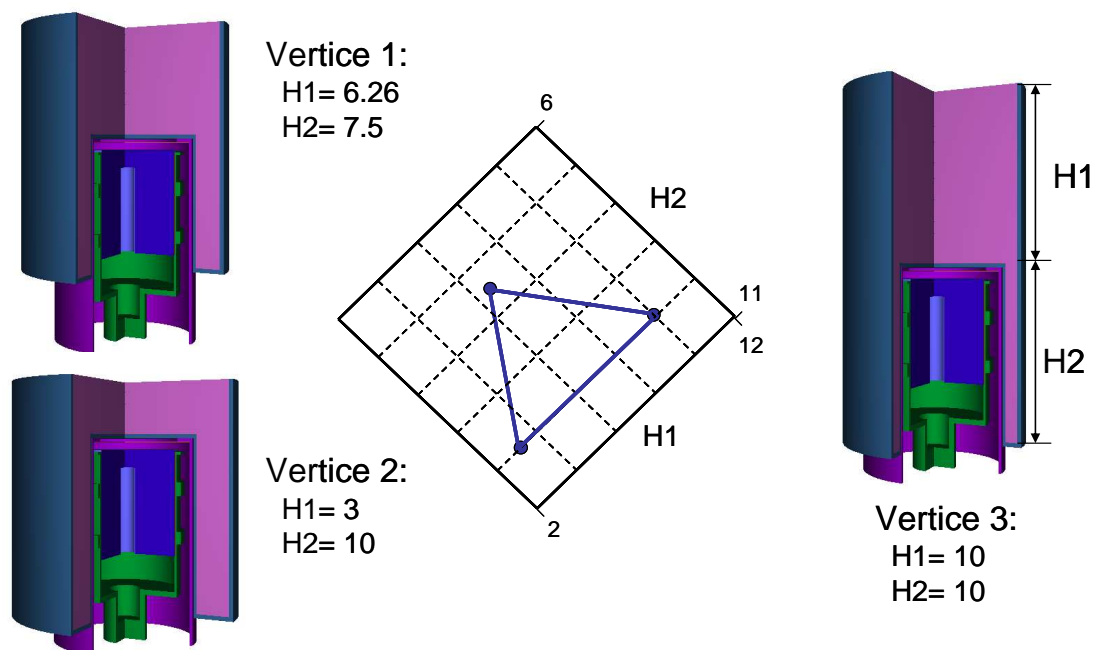 Vertice 1:
H1= 6.26
H2= 7.5
6
H2
11
12
H1
2
Vertice 2:
H1= 3
H2= 10
H1
H2
Vertice 3:
H1= 10
H2= 10